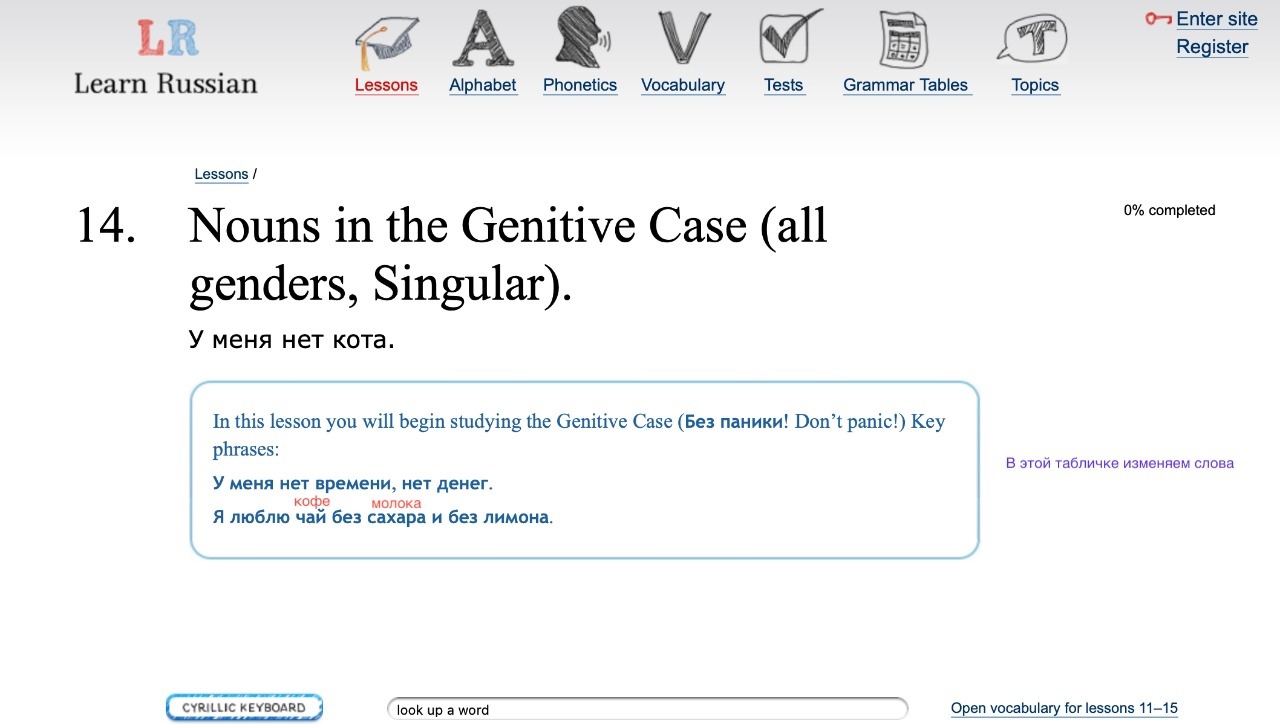 LR
Learn Russian
Lessons
Alphabet
Phonetics
Vocabulary
Tests
Grammar Tables
Topics
Enter site
Register
Lessons /
14. Nouns in the Genitive Case (all
genders, Singular).
0% completed
У меня нет кота.
In this lesson you will begin studying the Genitive Case (Без паники! Don’t panic!) Key
phrases:
У меня нет времени, нет денег.
кофе молока
Я люблю чай без сахара и без лимона.
В этой табличке изменяем слова
CYRILLIC KEYBOARD
look up a word
Open vocabulary for lessons 11–15